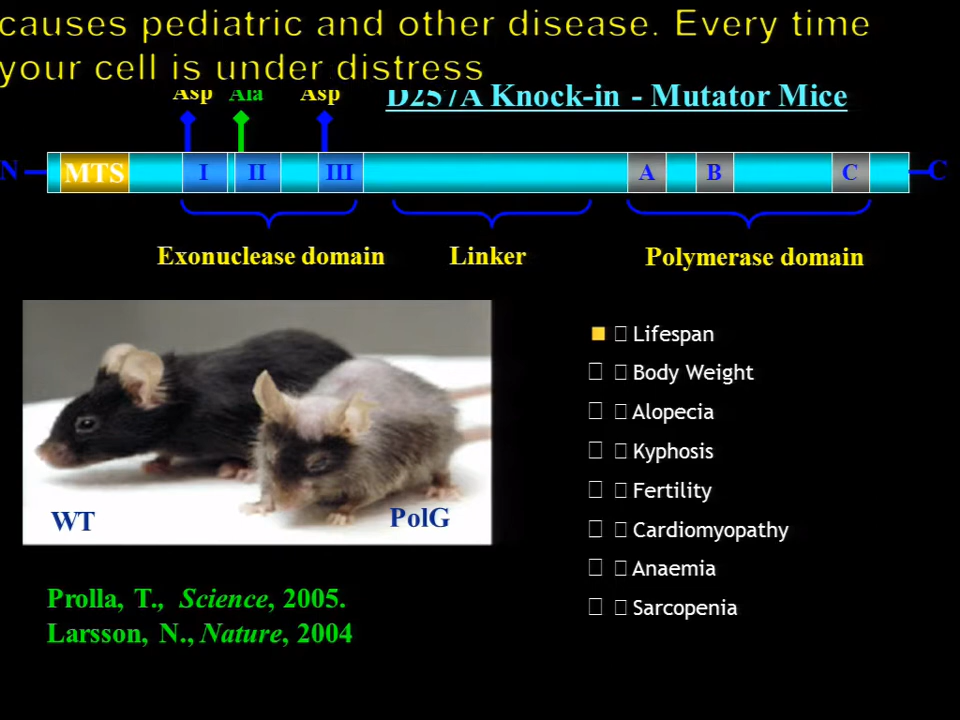 causes pediatric and other disease. Every time
your cell is under distress
Asp Ala Asp
D257A Knock-in - Mutator Mice
N MTS I II III A B C C
Exonuclease domain Linker Polymerase domain
Lifespan
Body Weight
Alopecia
Kyphosis
Fertility
Cardiomyopathy
Anaemia
Sarcopenia
WT PolG
Prolla, T., Science, 2005.
Larsson, N., Nature, 2004